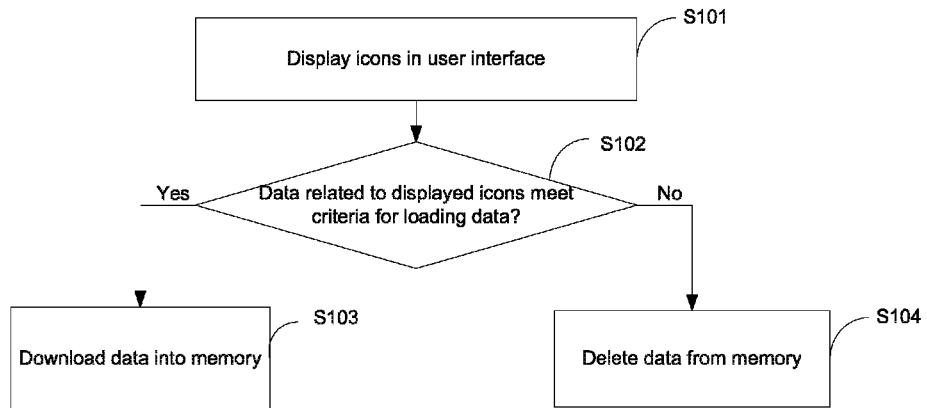 S101
Display icons in user interface
S102
Yes
Data related to displayed icons meet
criteria for loading data?
No
S103
Download data into memory
S104
Delete data from memory